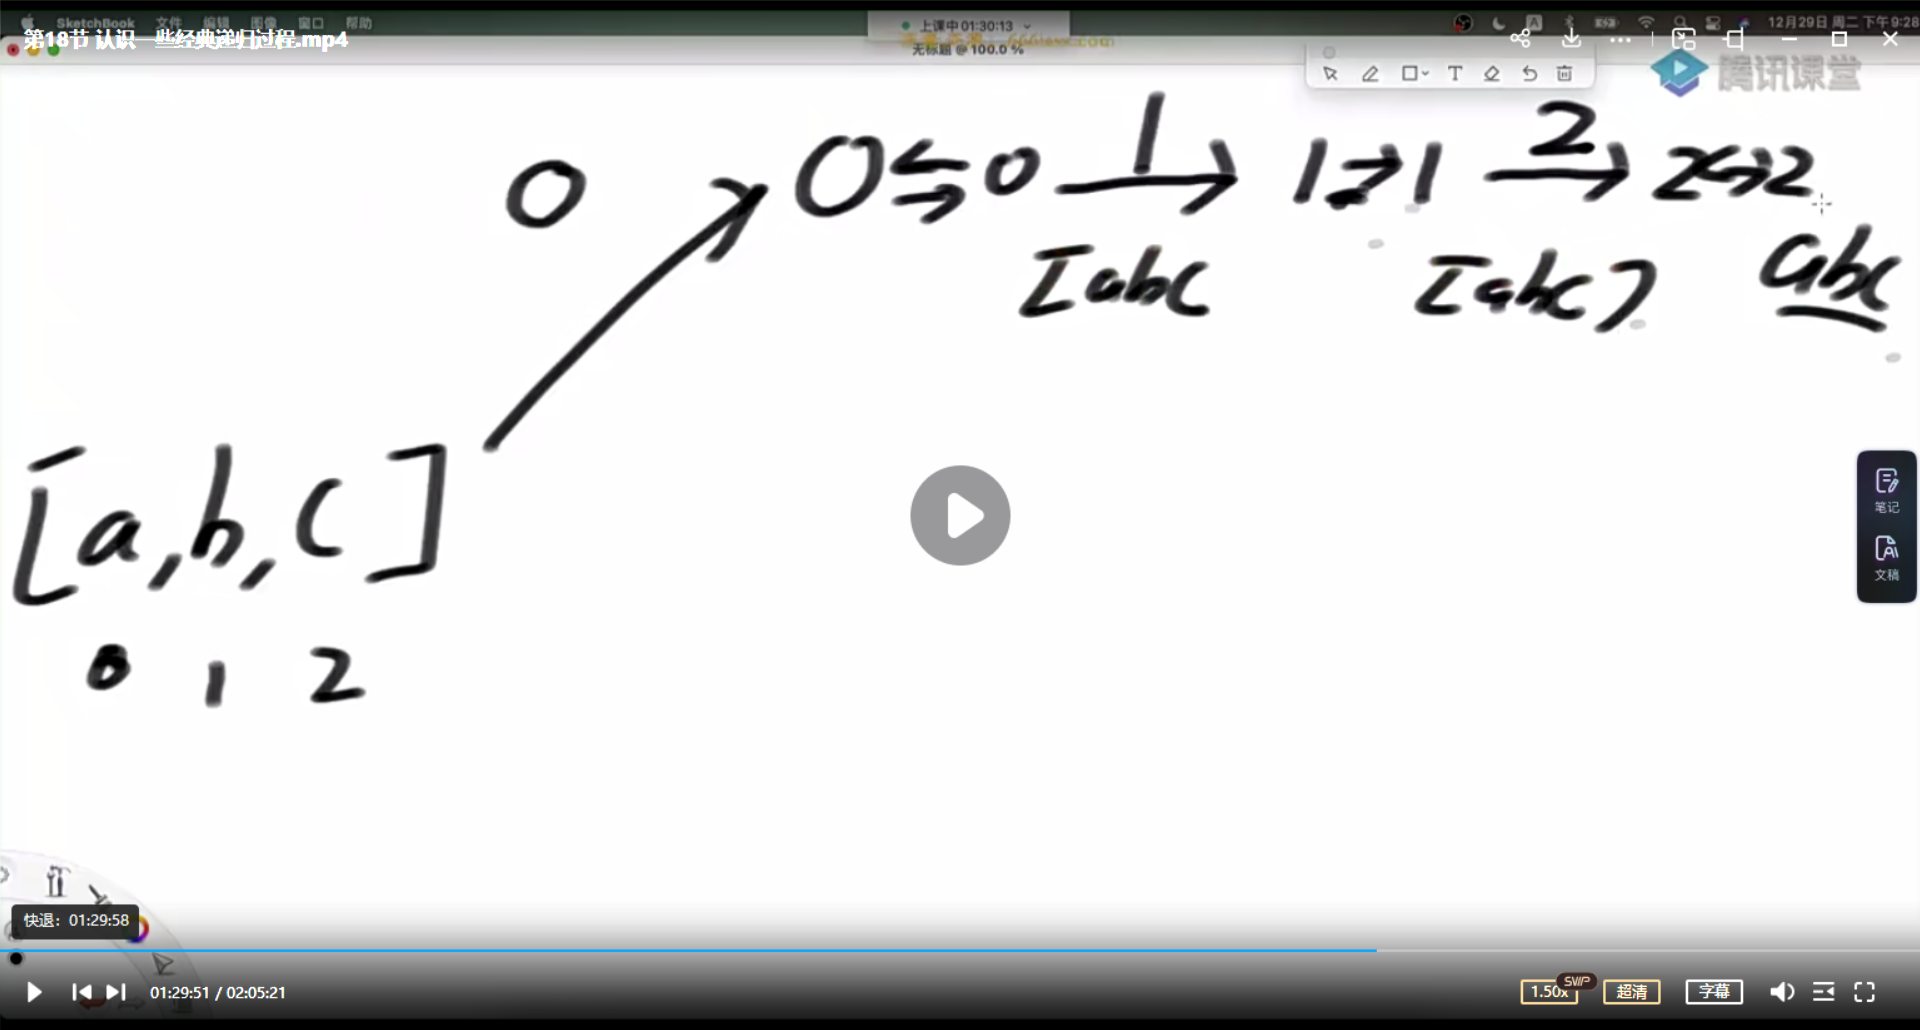 SketchBook 文件 编辑 图像 窗口 帮助
上课中 01:30:13
12月29日 周二 下午9:28
第18节 认识一些经典递归过程.mp4
无标题 @ 100.0 %
腾讯课堂
0 0 0 1 1 1 2 2 2
[abc [abc] abc
[a,b,c]
0 1 2
笔记
文稿
快退：01:29:58
01:29:51 / 02:05:21
1.50x SVIP 超清 字幕